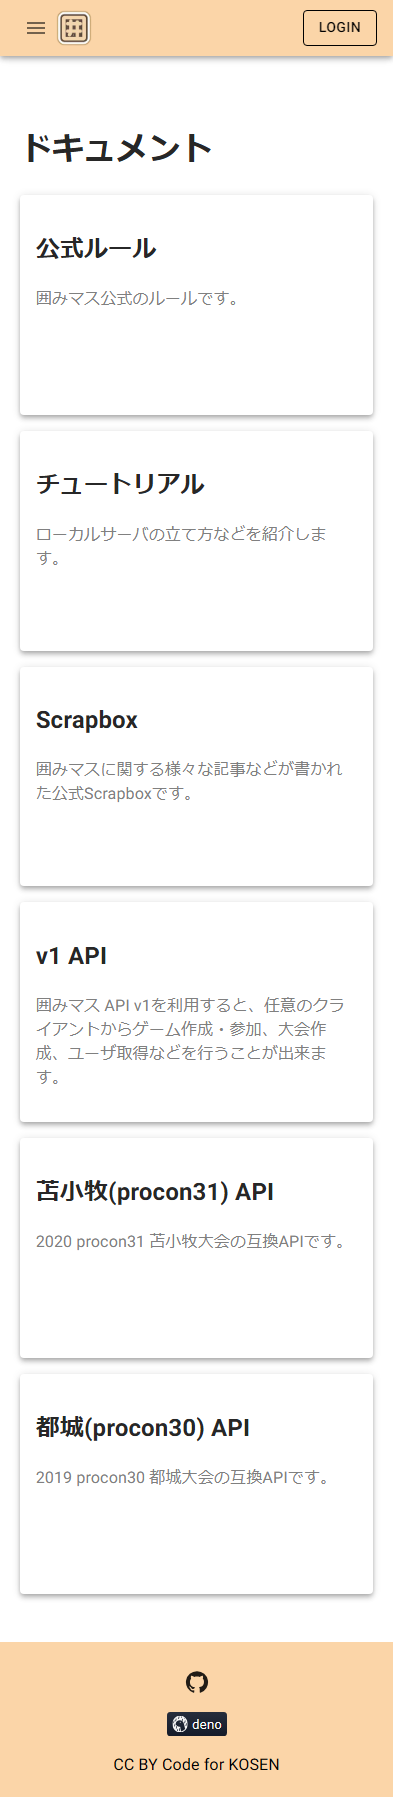 LOGIN
ドキュメント
公式ルール
囲みマス公式のルールです。
チュートリアル
ローカルサーバの立て方などを紹介しま
す。
Scrapbox
囲みマスに関する様々な記事などが書かれ
た公式Scrapboxです。
v1 API
囲みマス API v1を利用すると、任意のクラ
イアントからゲーム作成・参加、大会作
成、ユーザ取得などを行うことが出来ま
す。
苫小牧(procon31) API
2020 procon31 苫小牧大会の互換APIです。
都城(procon30) API
2019 procon30 都城大会の互換APIです。
deno
CC BY Code for KOSEN